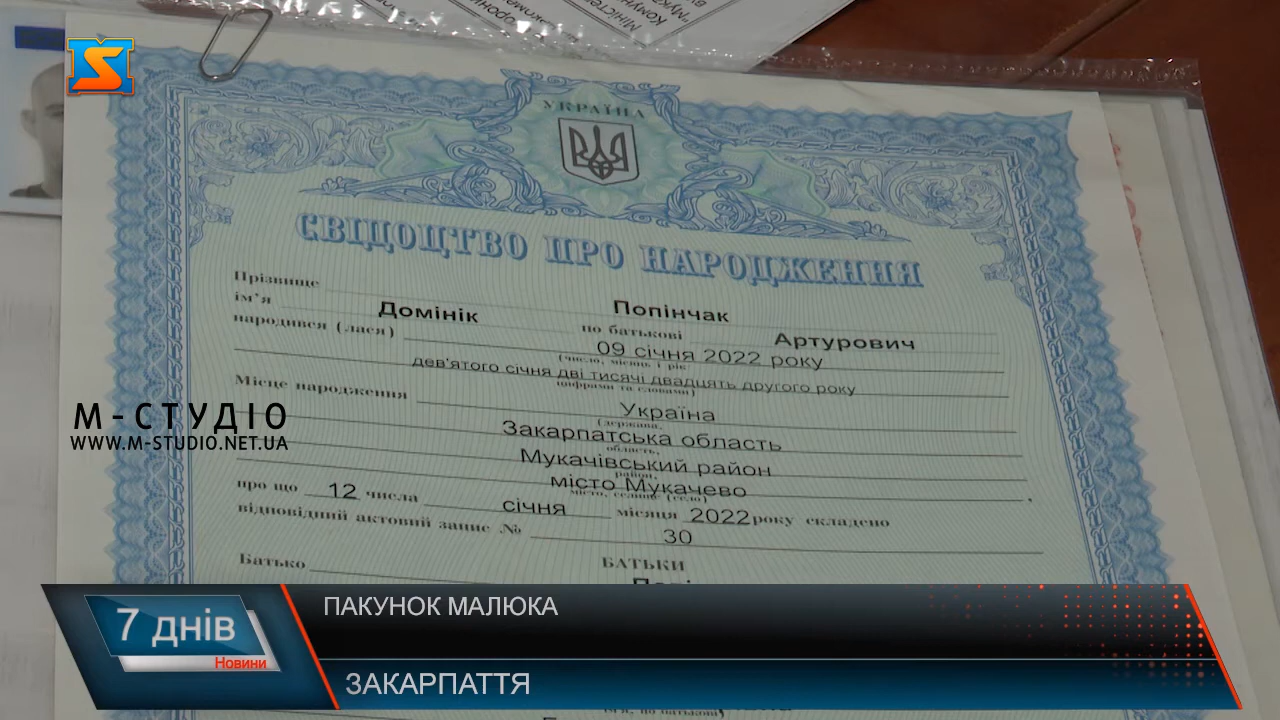 УКРАЇНА
СВІДОЦТВО ПРО НАРОДЖЕННЯ
Прізвище Попінчак
ім'я Домінік по батькові Артурович
народився (лася) 09 січня 2022 року
(число, місяць і рік
дев'ятого січня дві тисячі двадцять другого року
цифрами та словами)
Місце народження Україна
(держава,
Закарпатська область
область,
Мукачівський район
район,
місто Мукачево
місто, селище (село)
про що 12 числа січня місяця 2022 року складено
відповідний актовий запис № 30
БАТЬКИ
Батько
М-СТУДІО
WWW.M-STUDIO.NET.UA
7 днів
Новини
ПАКУНОК МАЛЮКА
ЗАКАРПАТТЯ